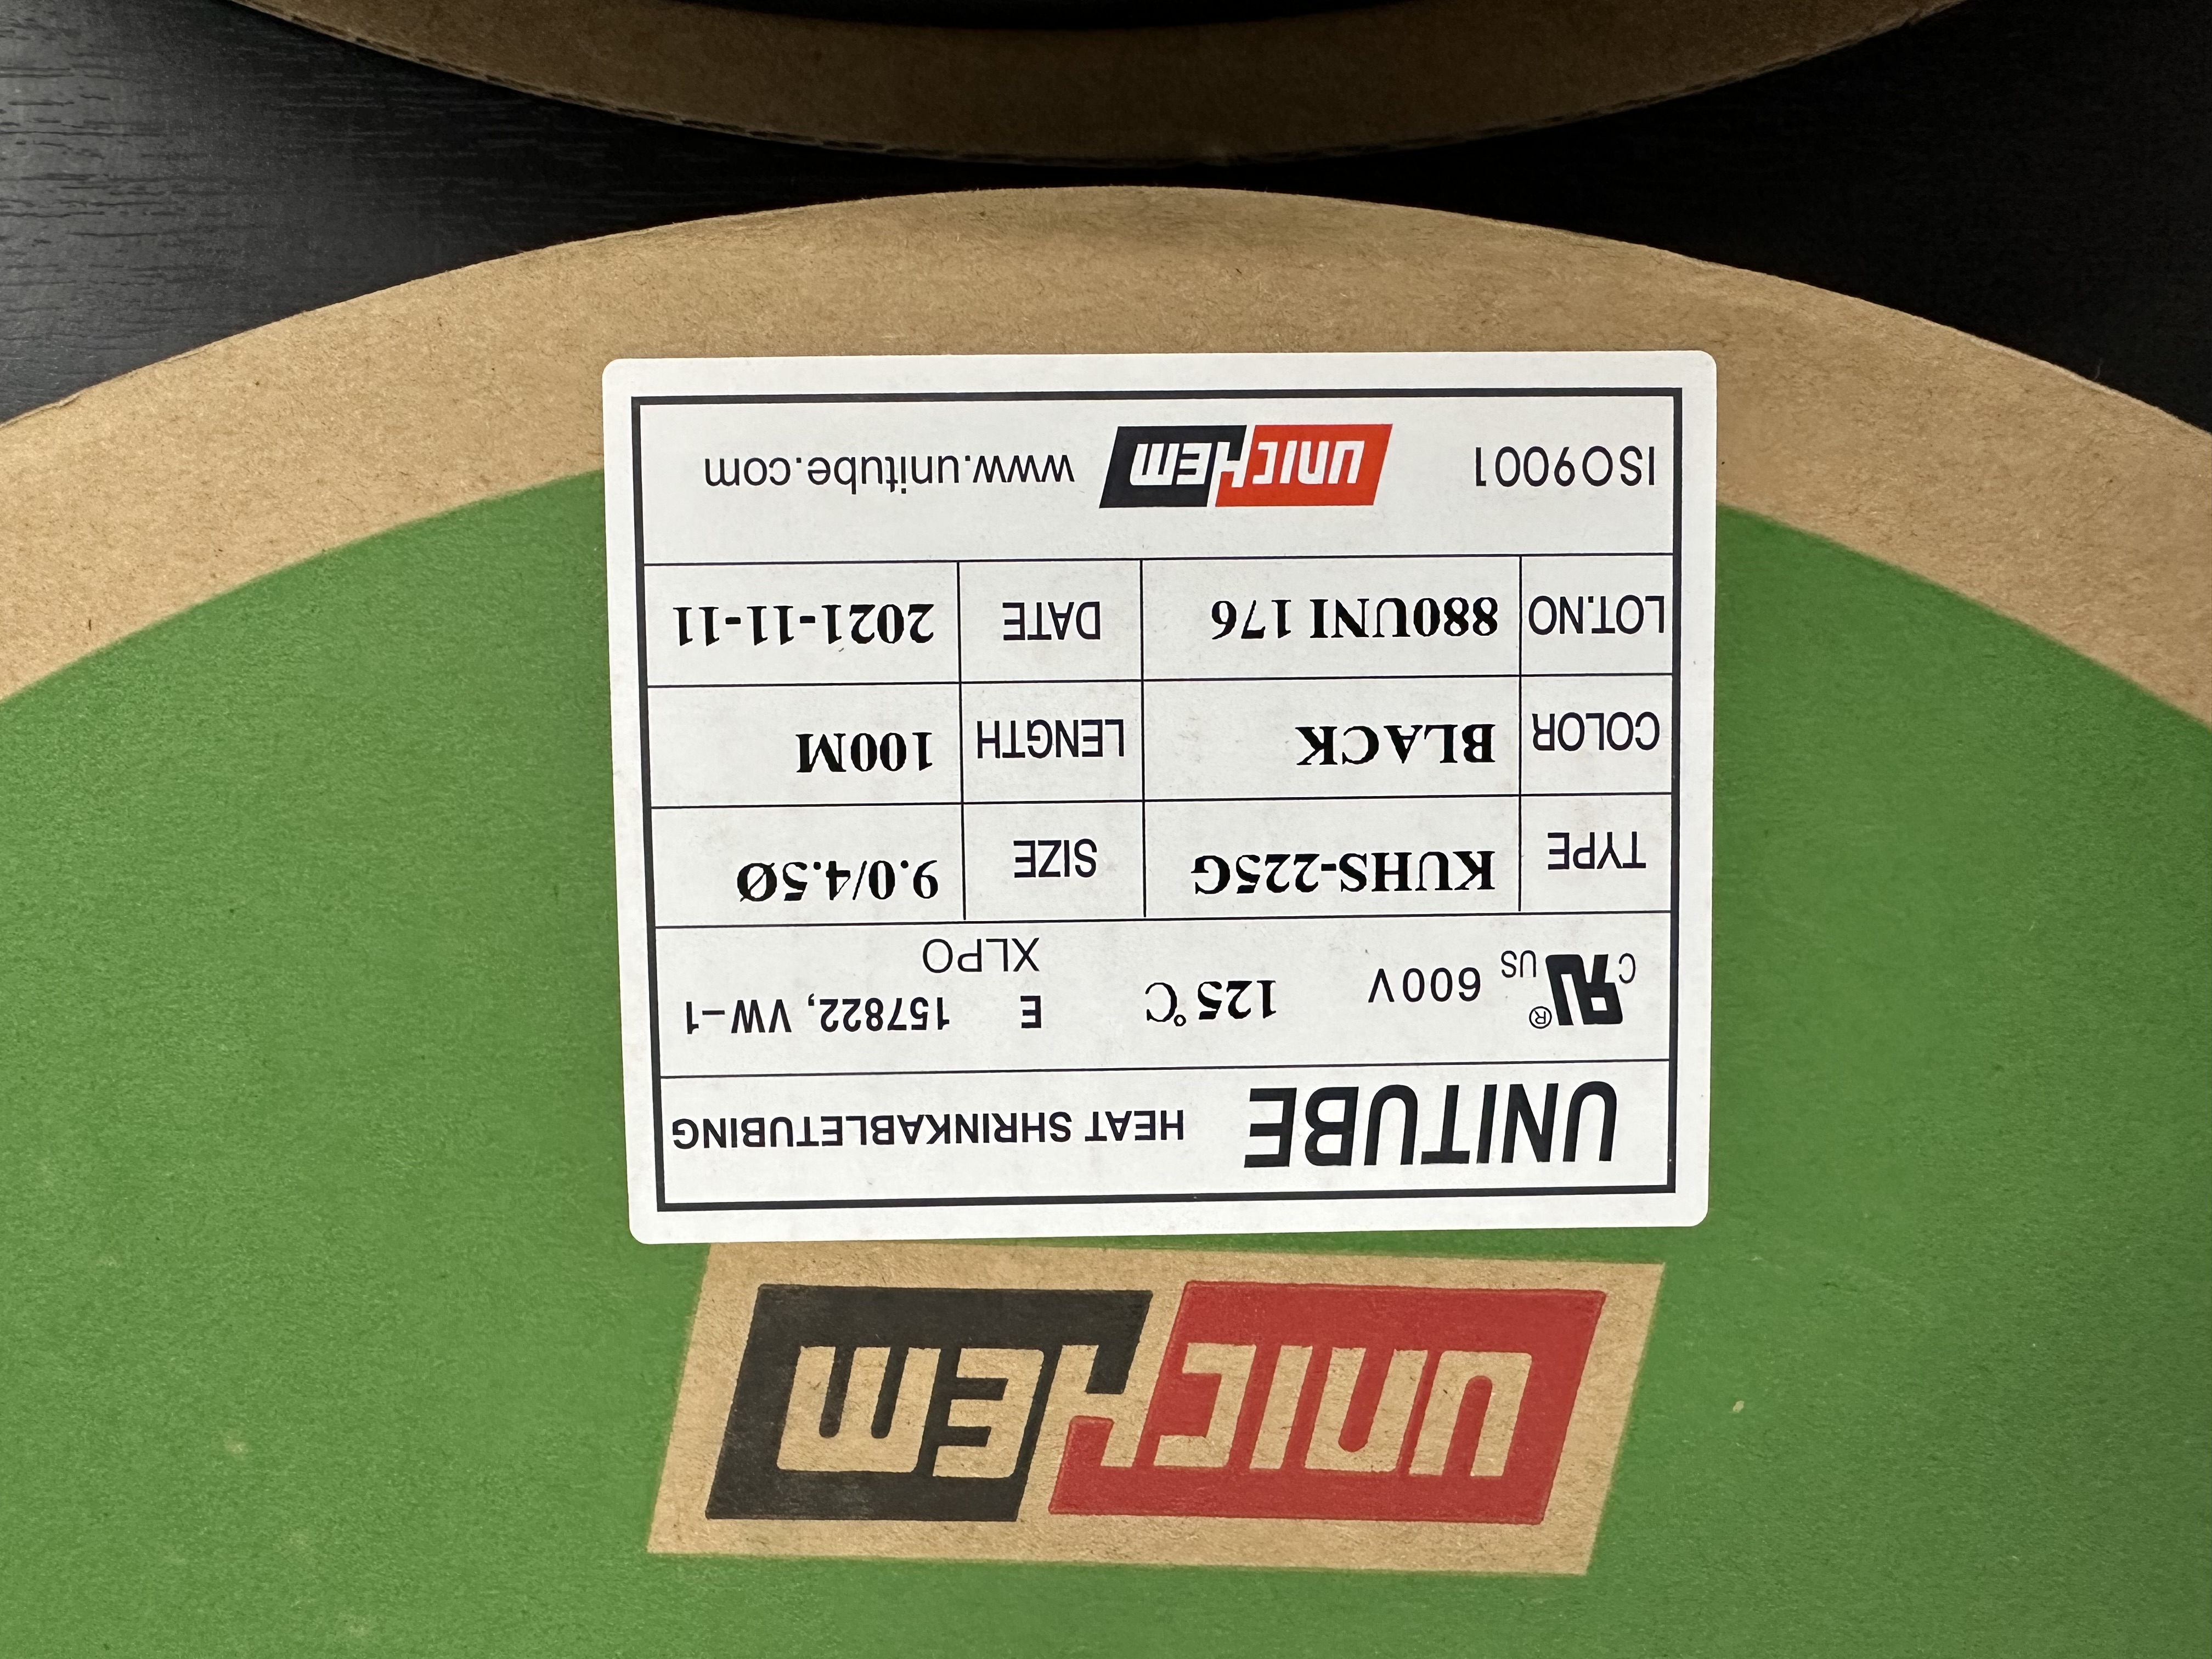 UNICHEM
UNITUBE HEAT SHRINKABLETUBING
cRUus® 600V 125℃ E 157822, VW-1
XLPO
TYPE KUHS-225G SIZE 9.0/4.5Ø
COLOR BLACK LENGTH 100M
LOT.NO 880UNI 176 DATE 2021-11-11
ISO9001 UNICHEM www.unitube.com